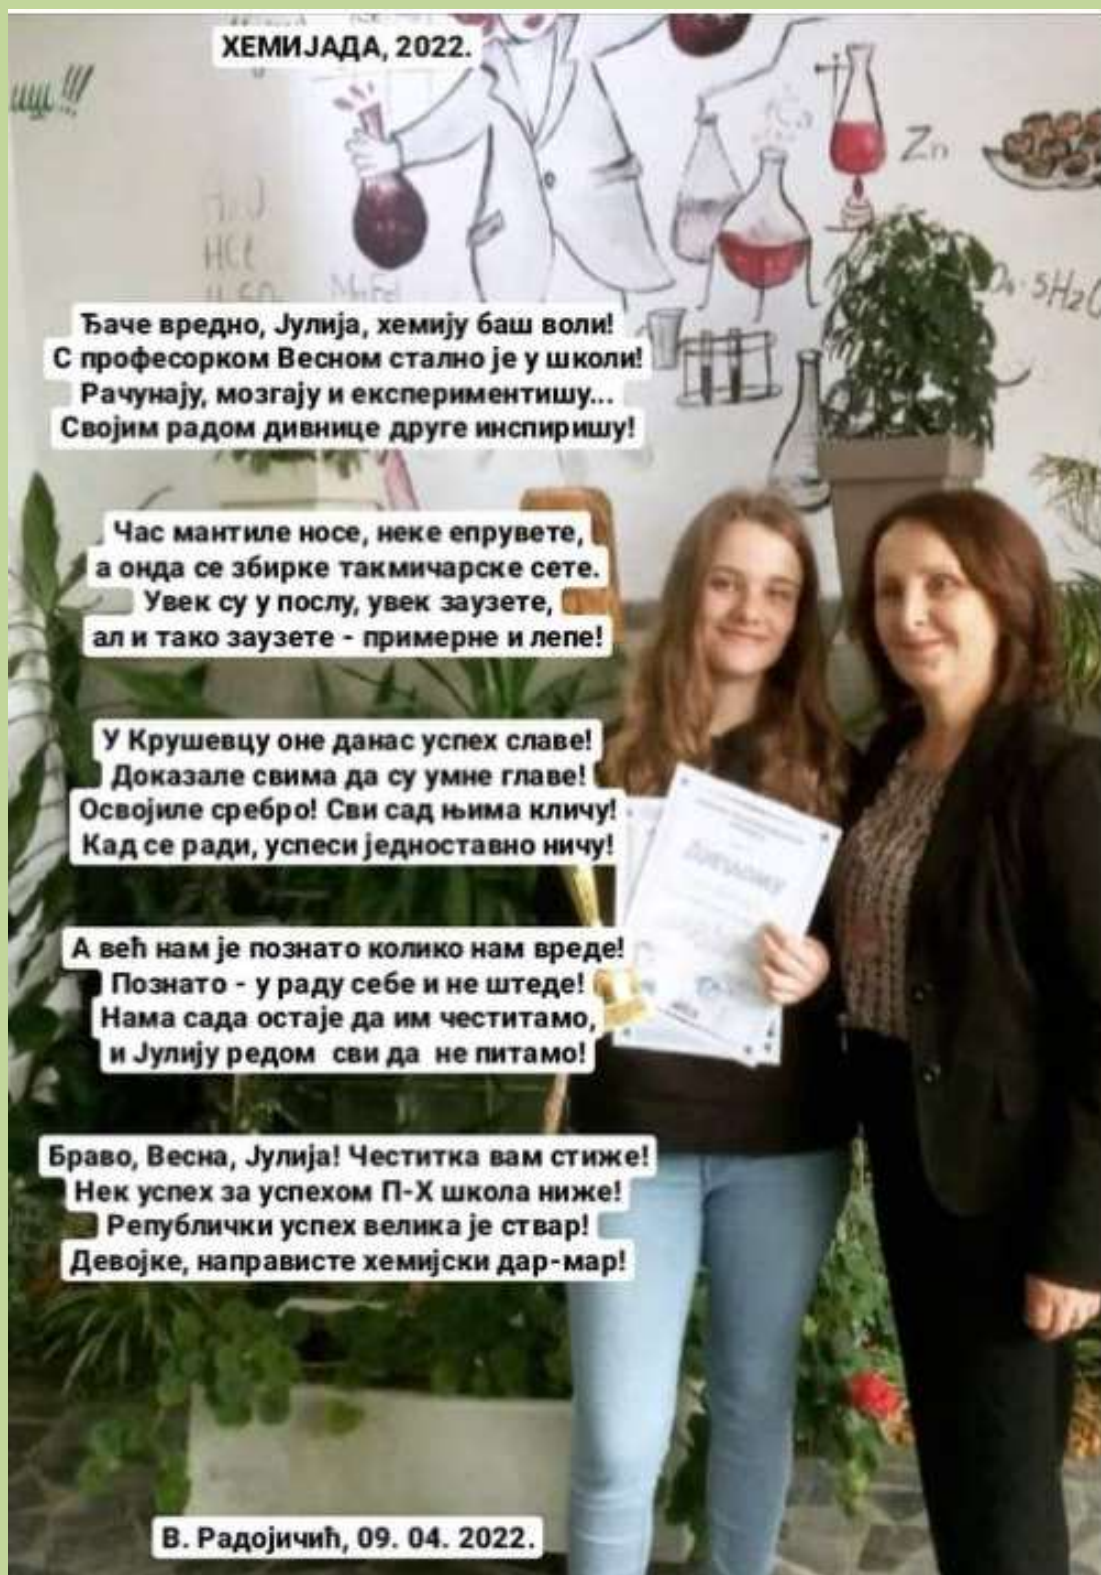 ХЕМИЈАДА, 2022.
!!!
Zn
HCl
5H₂O
Ђаче вредно, Јулија, хемију баш воли!
С професорком Весном стално је у школи!
Рачунају, мозгају и експериментишу...
Својим радом дивнице друге инспиришу!
Час мантиле носе, неке епрувете,
а онда се збирке такмичарске сете.
Увек су у послу, увек заузете,
ал и тако заузете - примерне и лепе!
У Крушевцу оне данас успех славе!
Доказале свима да су умне главе!
Освојиле сребро! Сви сад њима кличу!
Кад се ради, успеси једноставно ничу!
А већ нам је познато колико нам вреде!
Познато - у раду себе и не штеде!
Нама сада остаје да им честитамо,
и Јулију редом сви да не питамо!
Браво, Весна, Јулија! Честитка вам стиже!
Нек успех за успехом П-Х школа ниже!
Републички успех велика је ствар!
Девојке, направисте хемијски дар-мар!
В. Радојичић, 09. 04. 2022.